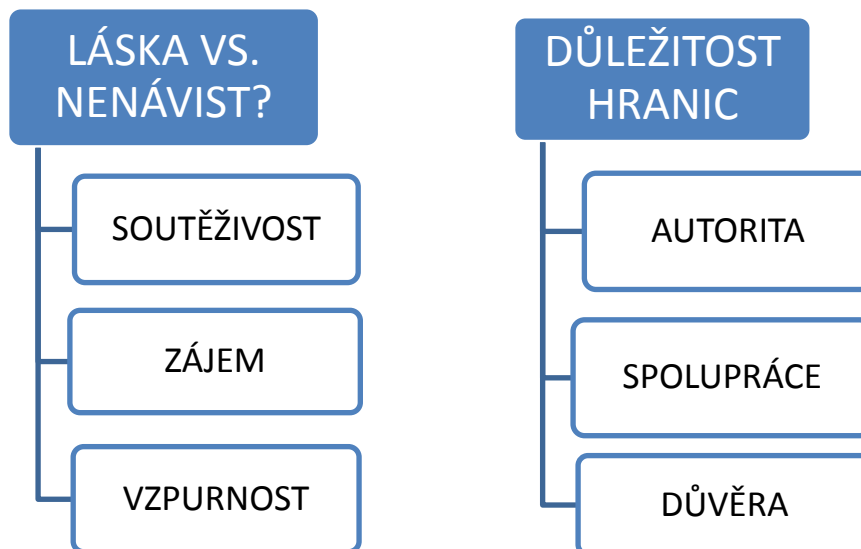 LÁSKA VS.
NENÁVIST?
SOUTĚŽIVOST
ZÁJEM
VZPURNOST
DŮLEŽITOST
HRANIC
AUTORITA
SPOLUPRÁCE
DŮVĚRA